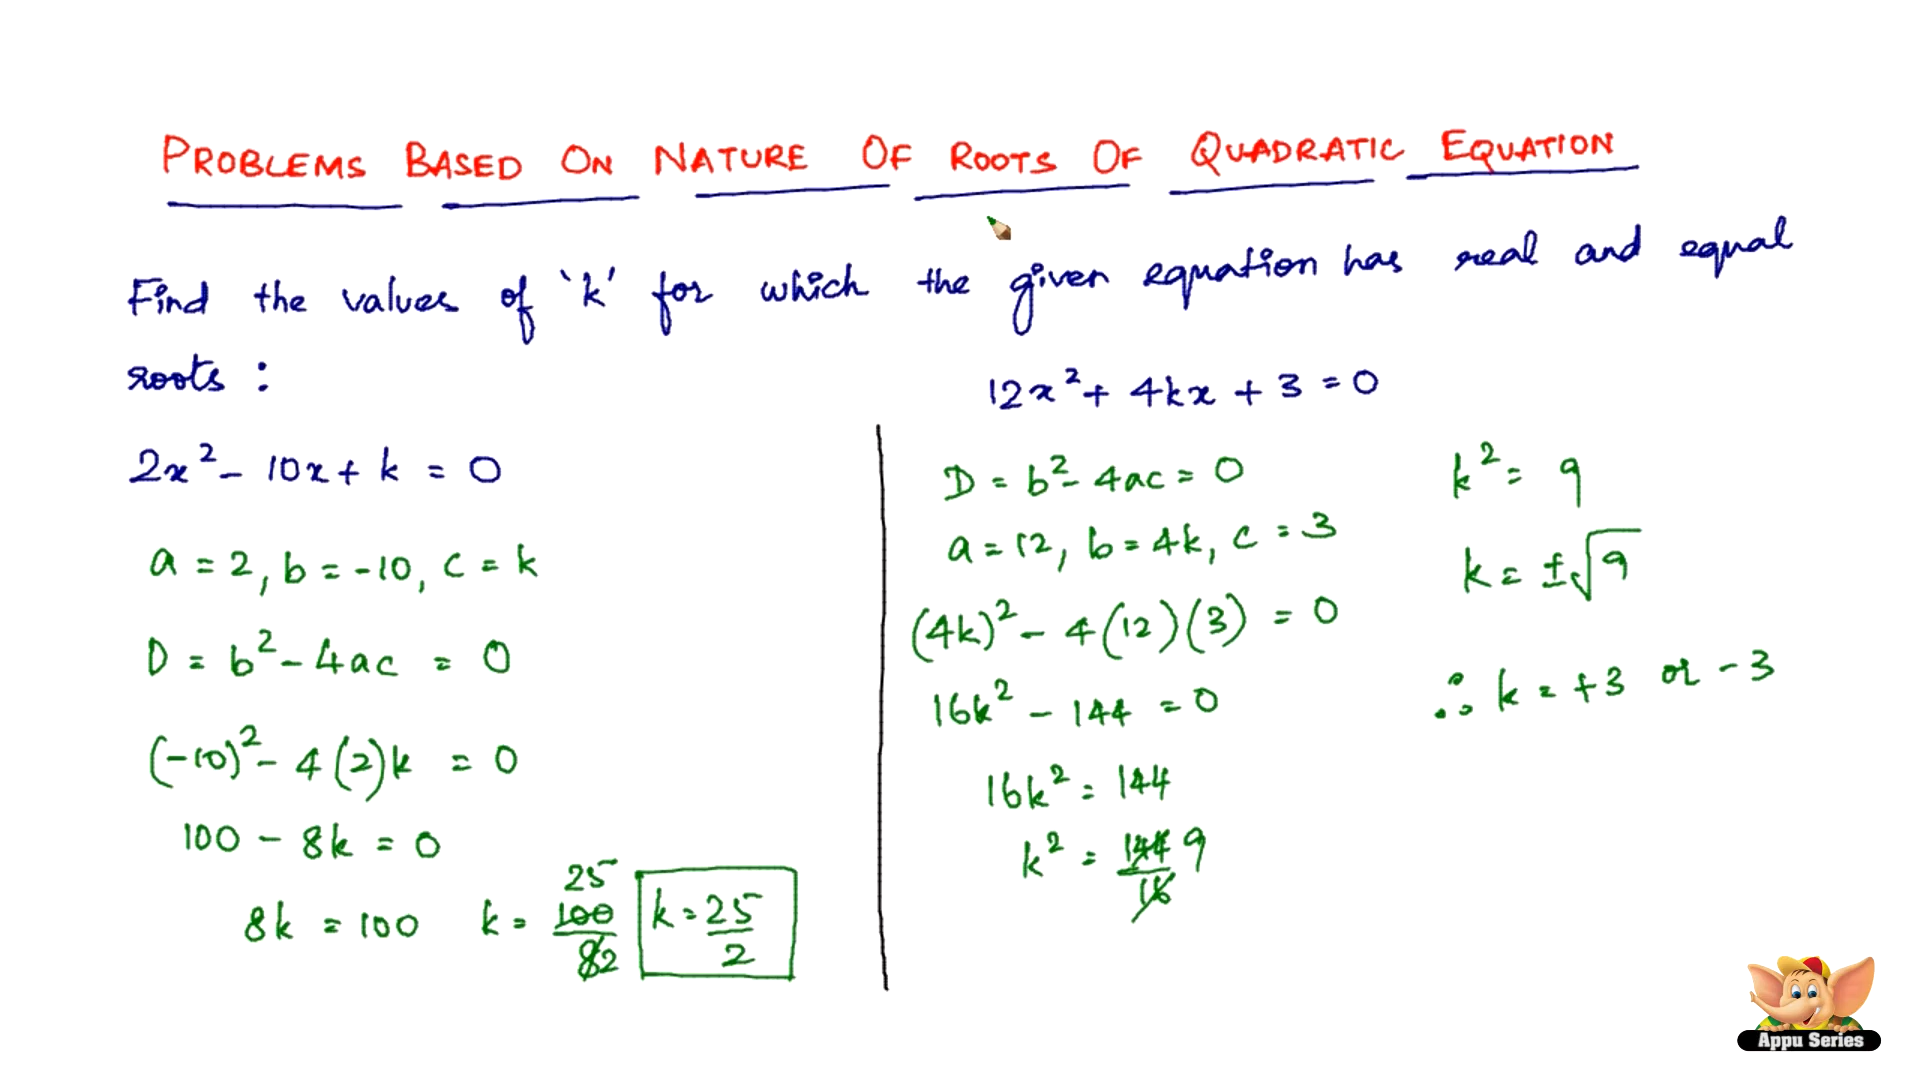 PROBLEMS BASED ON NATURE OF ROOTS OF QUADRATIC EQUATION
Find the values of 'k' for which the given equation has real and equal
roots :
2x² - 10x + k = 0
a = 2, b = -10, c = k
D = b² - 4ac = 0
(-10)² - 4(2)k = 0
100 - 8k = 0
8k = 100 k = 100/8 25 2 k = 25/2
12x² + 4kx + 3 = 0
D = b² - 4ac = 0
a = 12, b = 4k, c = 3
(4k)² - 4(12)(3) = 0
16k² - 144 = 0
16k² = 144
k² = 144/16 9
k² = 9
k = ±√9
∴ k = +3 or -3
Appu Series